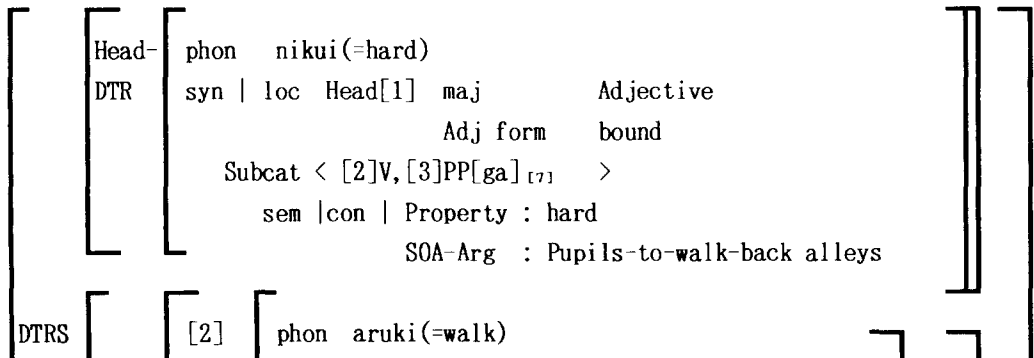 Head- phon nikui(=hard)
DTR syn | loc Head[1] maj Adjective
Adj form bound
Subcat < [2]V,[3]PP[ga] [7] >
sem |con | Property : hard
SOA-Arg : Pupils-to-walk-back alleys
DTRS [2] phon aruki(=walk)